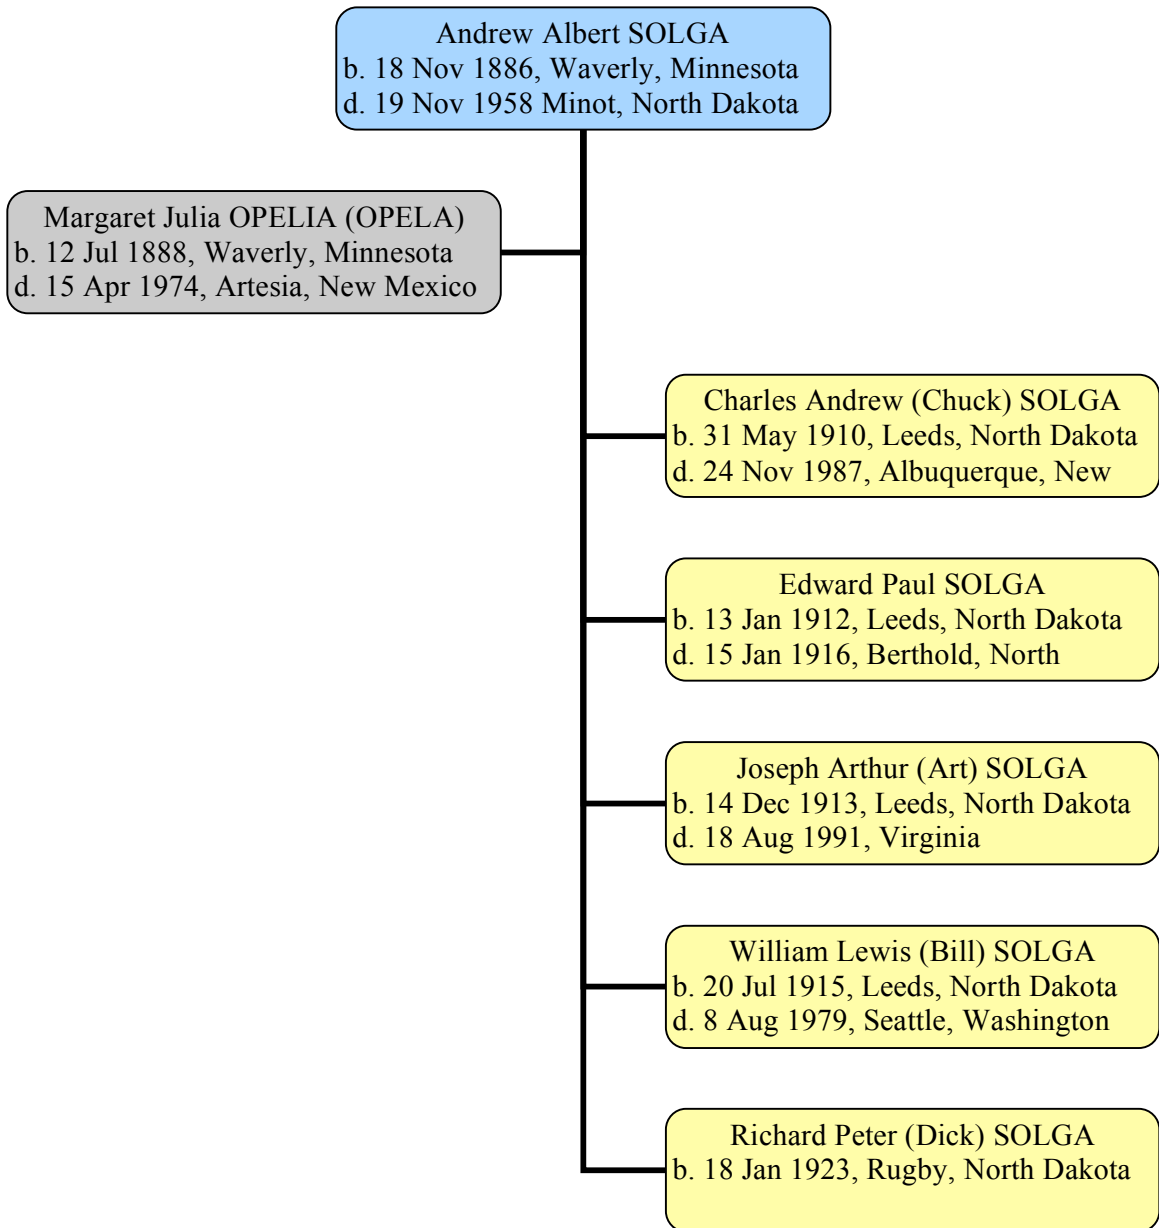 Andrew Albert SOLGA
b. 18 Nov 1886, Waverly, Minnesota
d. 19 Nov 1958 Minot, North Dakota
Margaret Julia OPELIA (OPELA)
b. 12 Jul 1888, Waverly, Minnesota
d. 15 Apr 1974, Artesia, New Mexico
Charles Andrew (Chuck) SOLGA
b. 31 May 1910, Leeds, North Dakota
d. 24 Nov 1987, Albuquerque, New
Edward Paul SOLGA
b. 13 Jan 1912, Leeds, North Dakota
d. 15 Jan 1916, Berthold, North
Joseph Arthur (Art) SOLGA
b. 14 Dec 1913, Leeds, North Dakota
d. 18 Aug 1991, Virginia
William Lewis (Bill) SOLGA
b. 20 Jul 1915, Leeds, North Dakota
d. 8 Aug 1979, Seattle, Washington
Richard Peter (Dick) SOLGA
b. 18 Jan 1923, Rugby, North Dakota